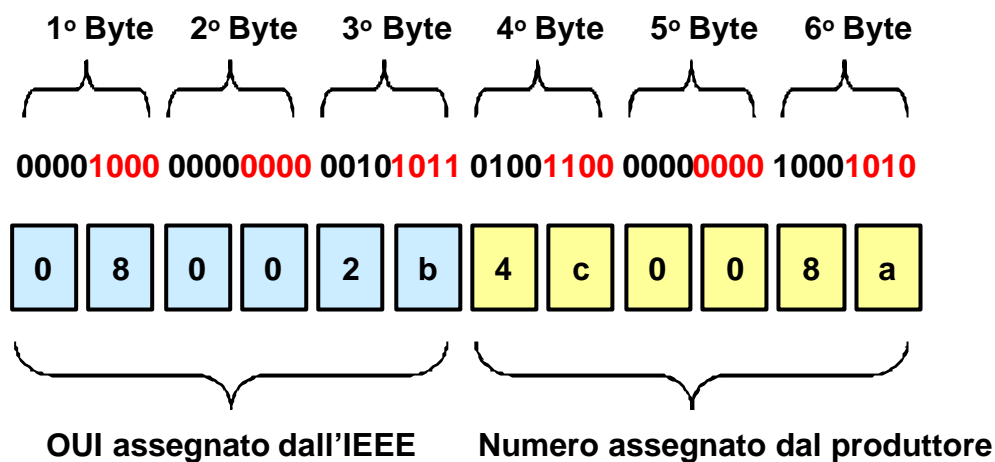 1º Byte 2º Byte 3º Byte 4º Byte 5º Byte 6º Byte
00001000 00000000 00101011 01001100 00000000 10001010
0 8 0 0 2 b 4 c 0 0 8 a
OUI assegnato dall'IEEE Numero assegnato dal produttore